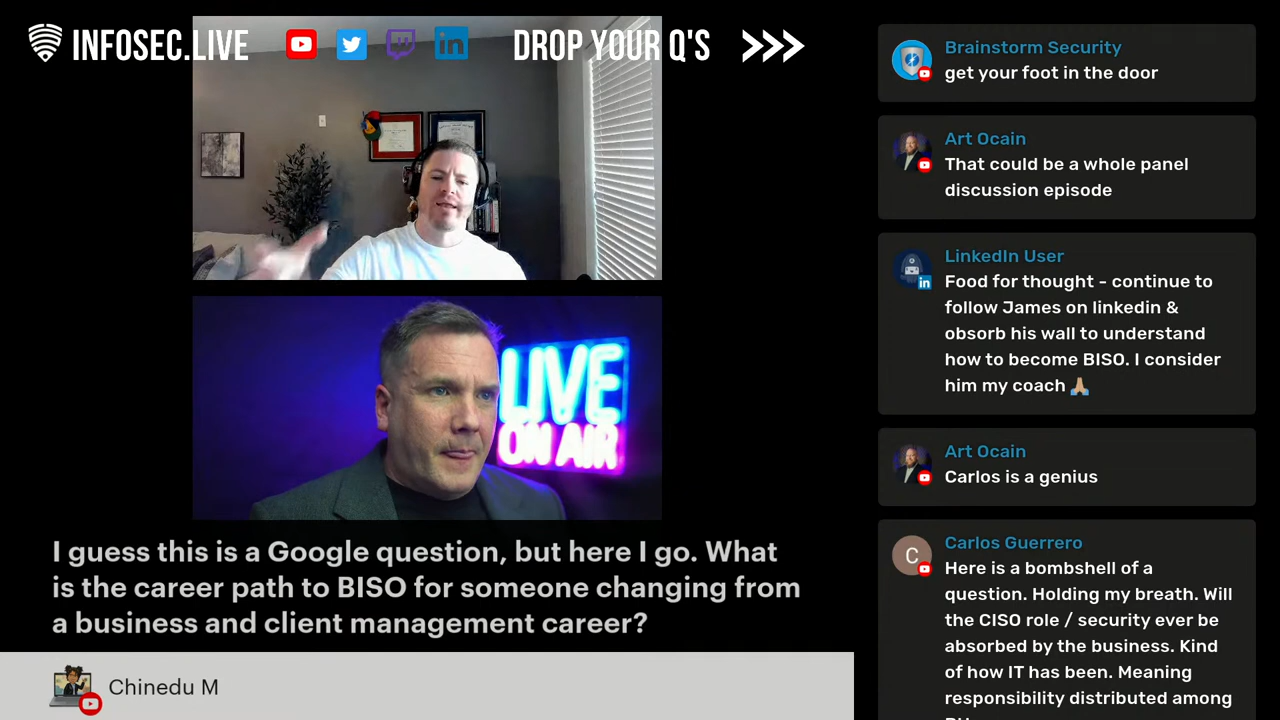 INFOSEC.LIVE
DROP YOUR Q'S >>>
LIVE
ON AIR
I guess this is a Google question, but here I go. What
is the career path to BISO for someone changing from
a business and client management career?
Chinedu M
Brainstorm Security
get your foot in the door
Art Ocain
That could be a whole panel
discussion episode
LinkedIn User
Food for thought - continue to
follow James on linkedin &
obsorb his wall to understand
how to become BISO. I consider
him my coach 🙏🏽
Art Ocain
Carlos is a genius
C
Carlos Guerrero
Here is a bombshell of a
question. Holding my breath. Will
the CISO role / security ever be
absorbed by the business. Kind
of how IT has been. Meaning
responsibility distributed among